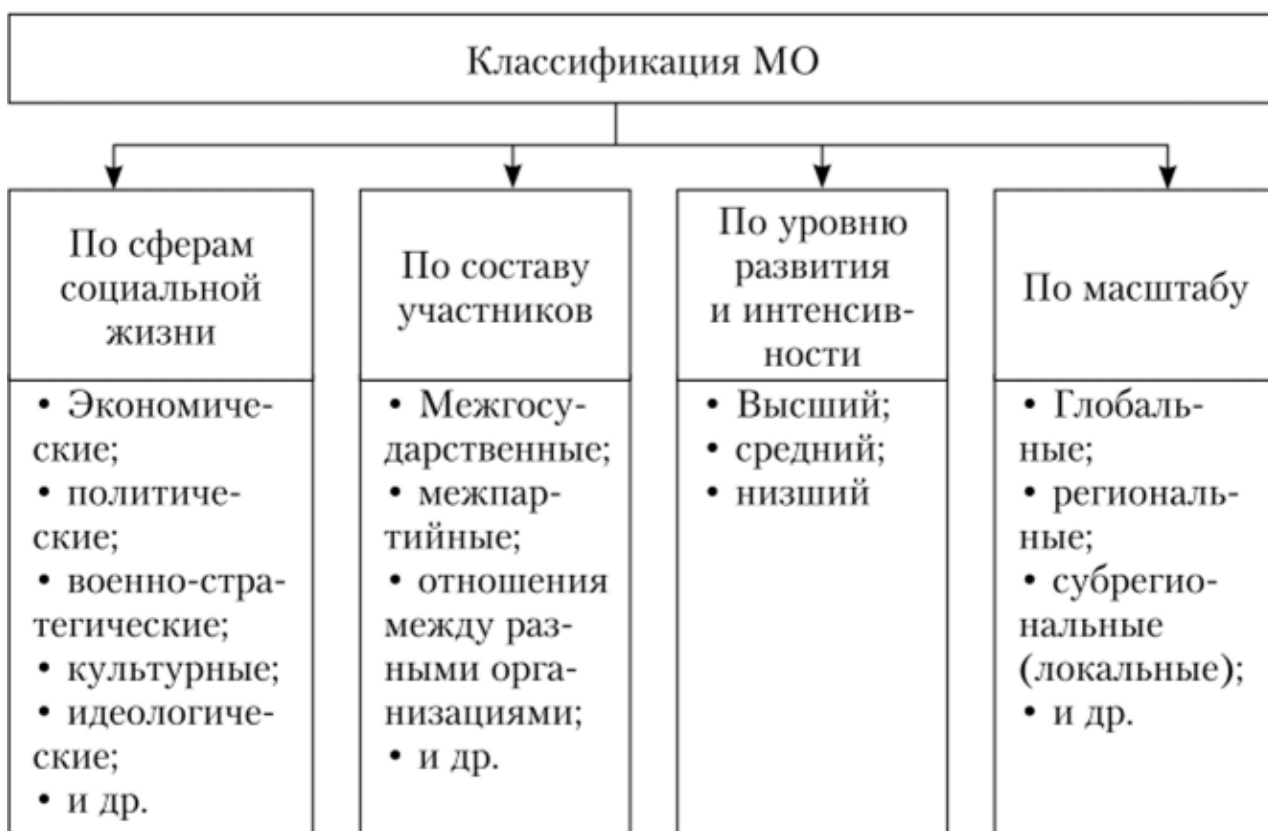 Классификация МО
По сферам
социальной
жизни
• Экономиче-
ские;
• политиче-
ские;
• военно-стра-
тегические;
• культурные;
• идеологиче-
ские;
• и др.
По составу
участников
• Межгосу-
дарственные;
• межпар-
тийные;
• отношения
между раз-
ными орга-
низациями;
• и др.
По уровню
развития
и интенсив-
ности
• Высший;
• средний;
• низший
По масштабу
• Глобаль-
ные;
• региональ-
ные;
• субрегио-
нальные
(локальные);
• и др.